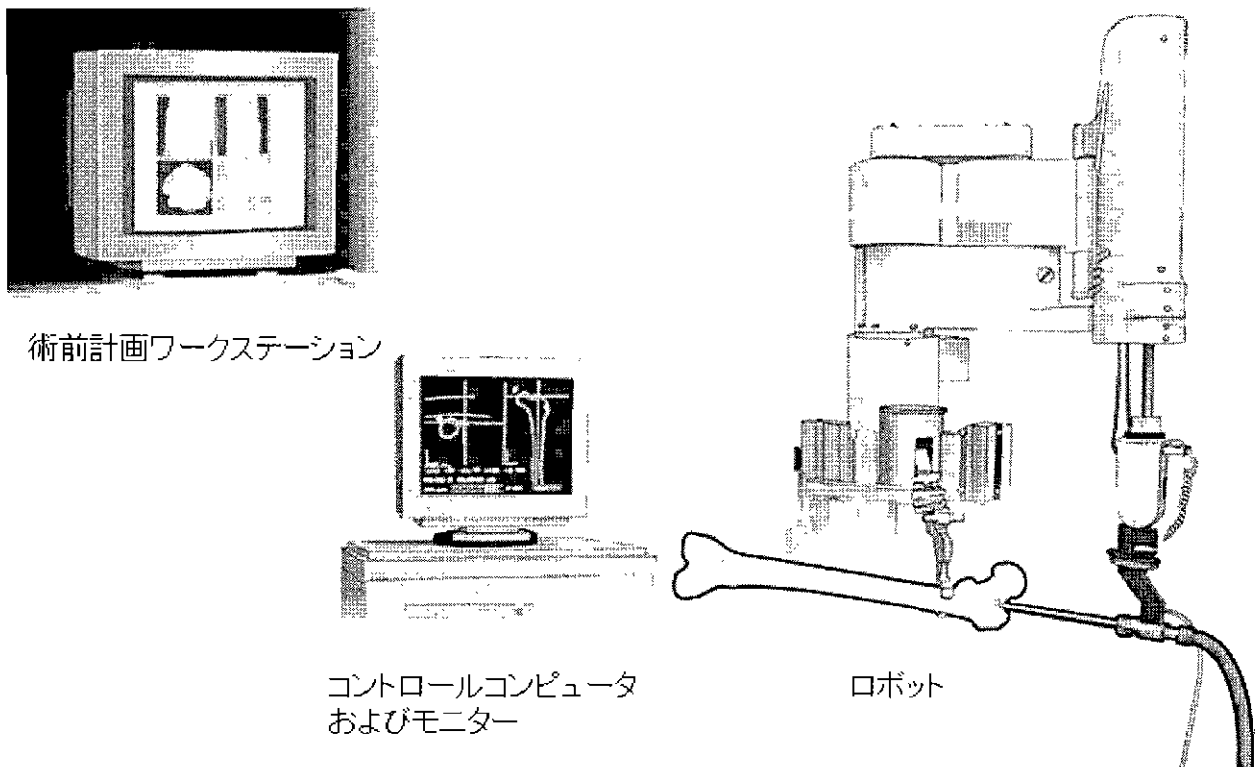 術前計画ワークステーション
コントロールコンピュータ
およびモニター
ロボット